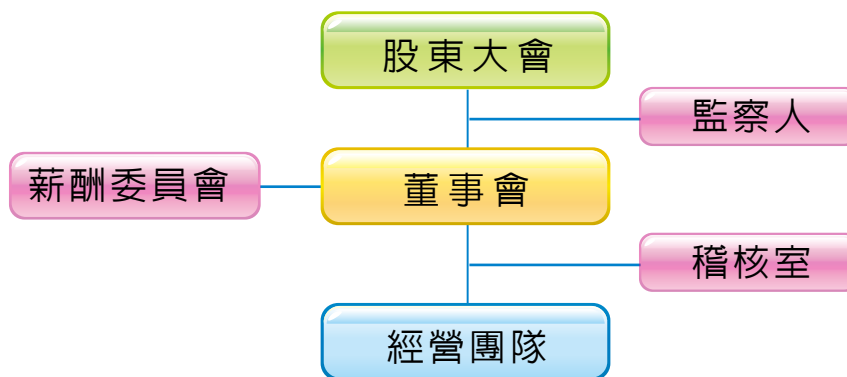 股東大會
監察人
薪酬委員會
董事會
稽核室
經營團隊